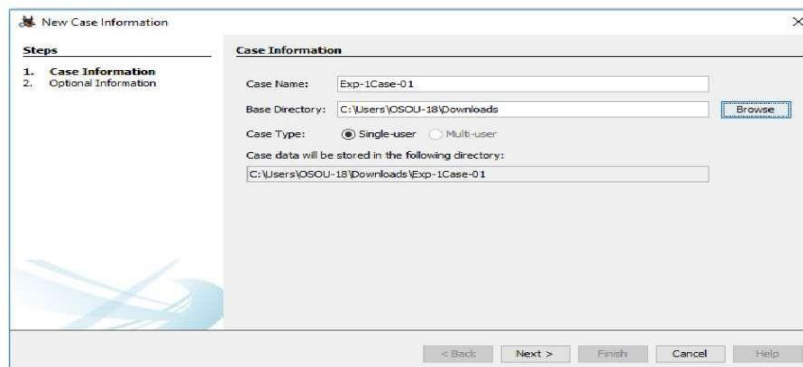 New Case Information
Steps
1. Case Information
2. Optional Information
Case Information
Case Name: Exp-1Case-01
Base Directory: C:\Users\OSOU-18\Downloads Browse
Case Type: Single-user Multi-user
Case data will be stored in the following directory:
C:\Users\OSOU-18\Downloads\Exp-1Case-01
< Back Next > Finish Cancel Help